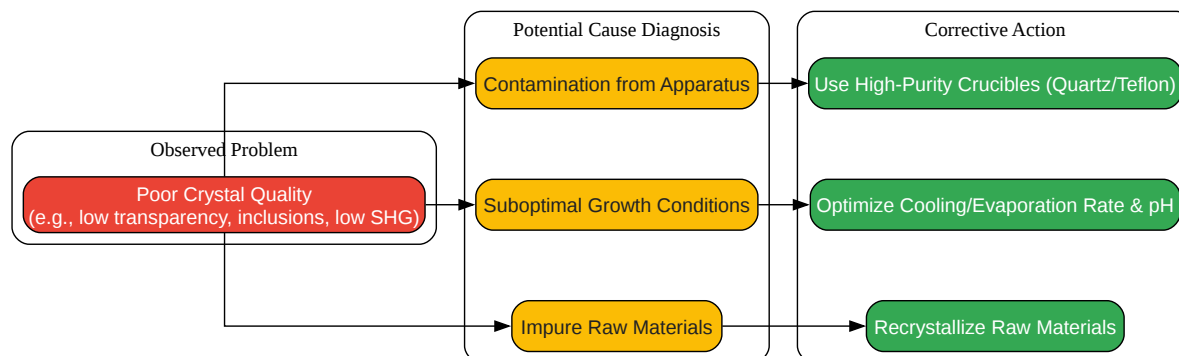 Potential Cause Diagnosis
Corrective Action
Contamination from Apparatus
Use High-Purity Crucibles (Quartz/Teflon)
Observed Problem
Poor Crystal Quality
(e.g., low transparency, inclusions, low SHG)
Suboptimal Growth Conditions
Optimize Cooling/Evaporation Rate & pH
Impure Raw Materials
Recrystallize Raw Materials